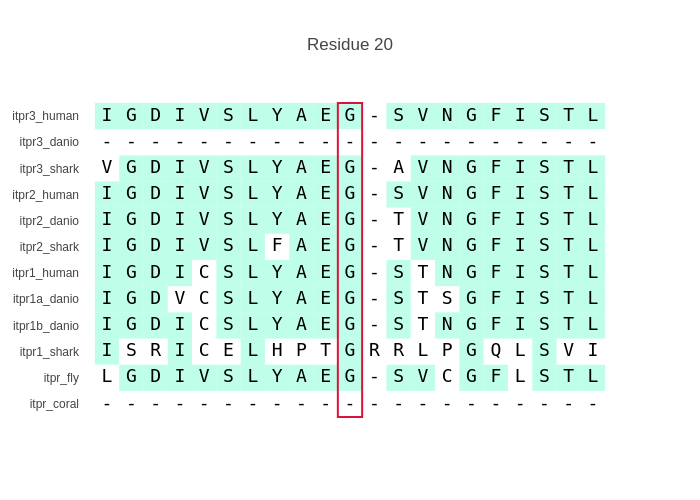 Residue 20
itpr3_human I G D I V S L Y A E G - S V N G F I S T L
itpr3_danio - - - - - - - - - - - - - - - - - - - - -
itpr3_shark V G D I V S L Y A E G - A V N G F I S T L
itpr2_human I G D I V S L Y A E G - S V N G F I S T L
itpr2_danio I G D I V S L Y A E G - T V N G F I S T L
itpr2_shark I G D I V S L F A E G - T V N G F I S T L
itpr1_human I G D I C S L Y A E G - S T N G F I S T L
itpr1a_danio I G D V C S L Y A E G - S T S G F I S T L
itpr1b_danio I G D I C S L Y A E G - S T N G F I S T L
itpr1_shark I S R I C E L H P T G R R L P G Q L S V I
itpr_fly L G D I V S L Y A E G - S V C G F L S T L
itpr_coral - - - - - - - - - - - - - - - - - - - - -